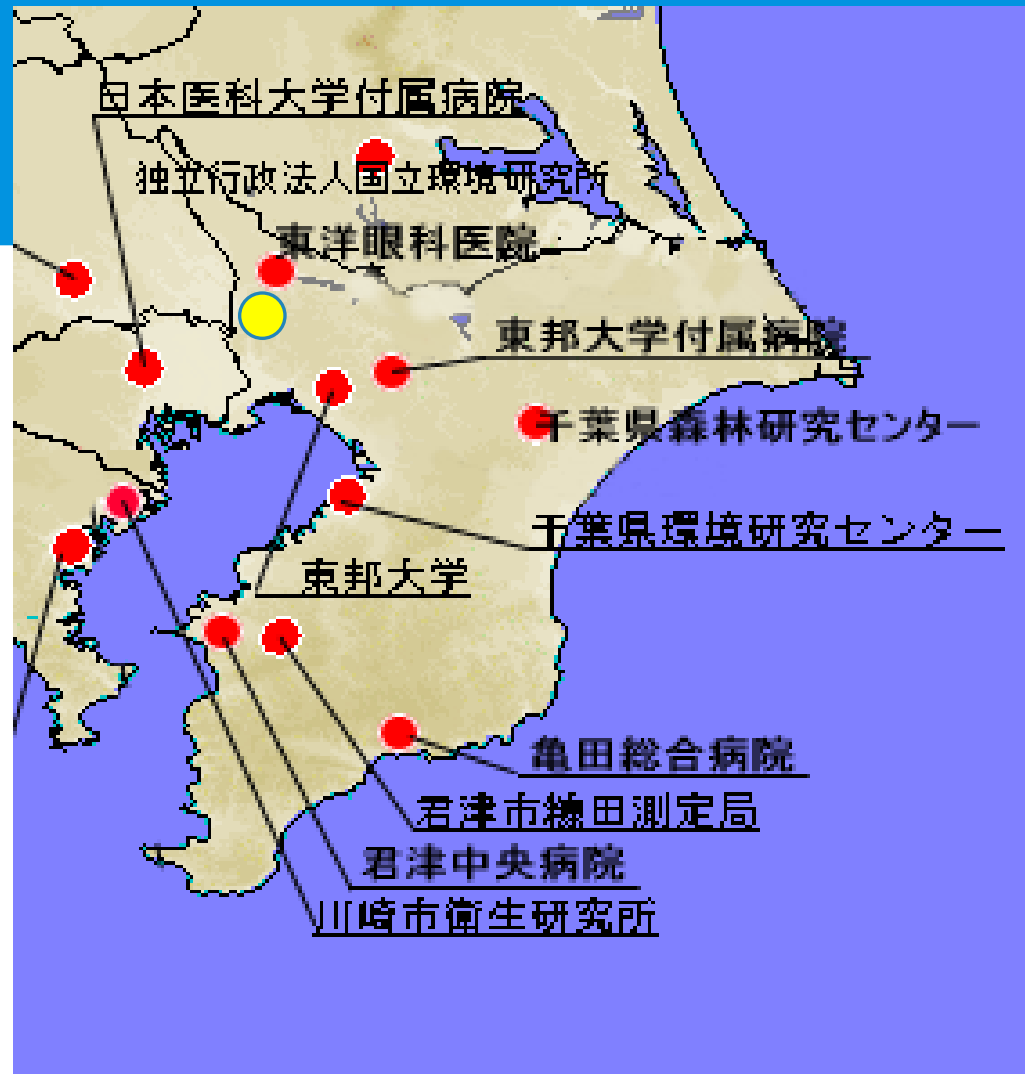 日本医科大学付属病院
独立行政法人国立環境研究所
東洋眼科医院
東邦大学付属病院
千葉県森林研究センター
千葉県環境研究センター
東邦大学
亀田総合病院
君津市糠田測定局
君津中央病院
川崎市衛生研究所